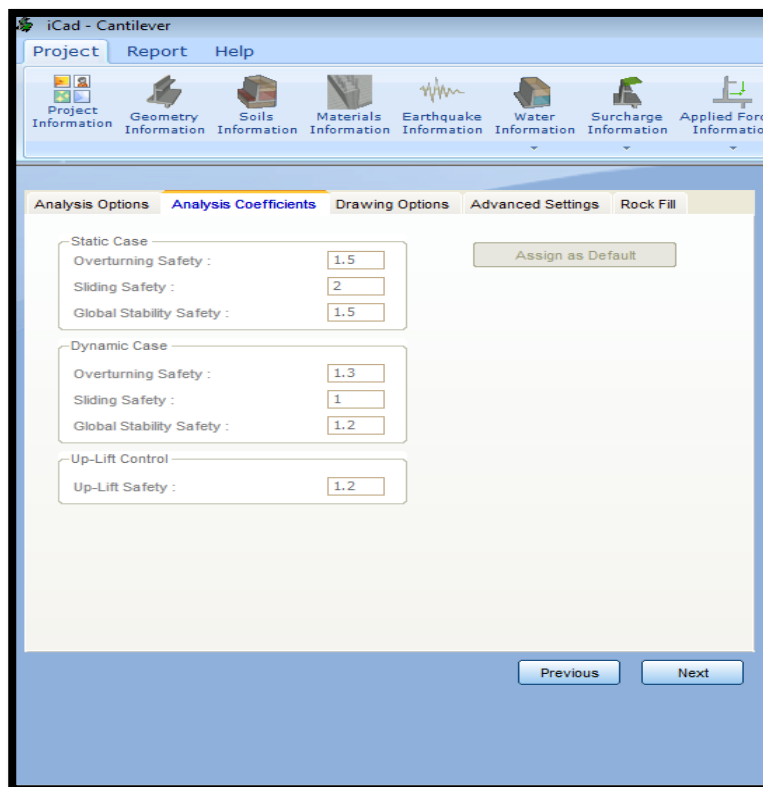 iCad - Cantilever
Project Report Help
Project Information
Geometry Information
Soils Information
Materials Information
Earthquake Information
Water Information
Surcharge Information
Applied For
Informatio
Analysis Options Analysis Coefficients Drawing Options Advanced Settings Rock Fill
Static Case
Overturning Safety : 1.5
Assign as Default
Sliding Safety : 2
Global Stability Safety : 1.5
Dynamic Case
Overturning Safety : 1.3
Sliding Safety : 1
Global Stability Safety : 1.2
Up-Lift Control
Up-Lift Safety : 1.2
Previous Next